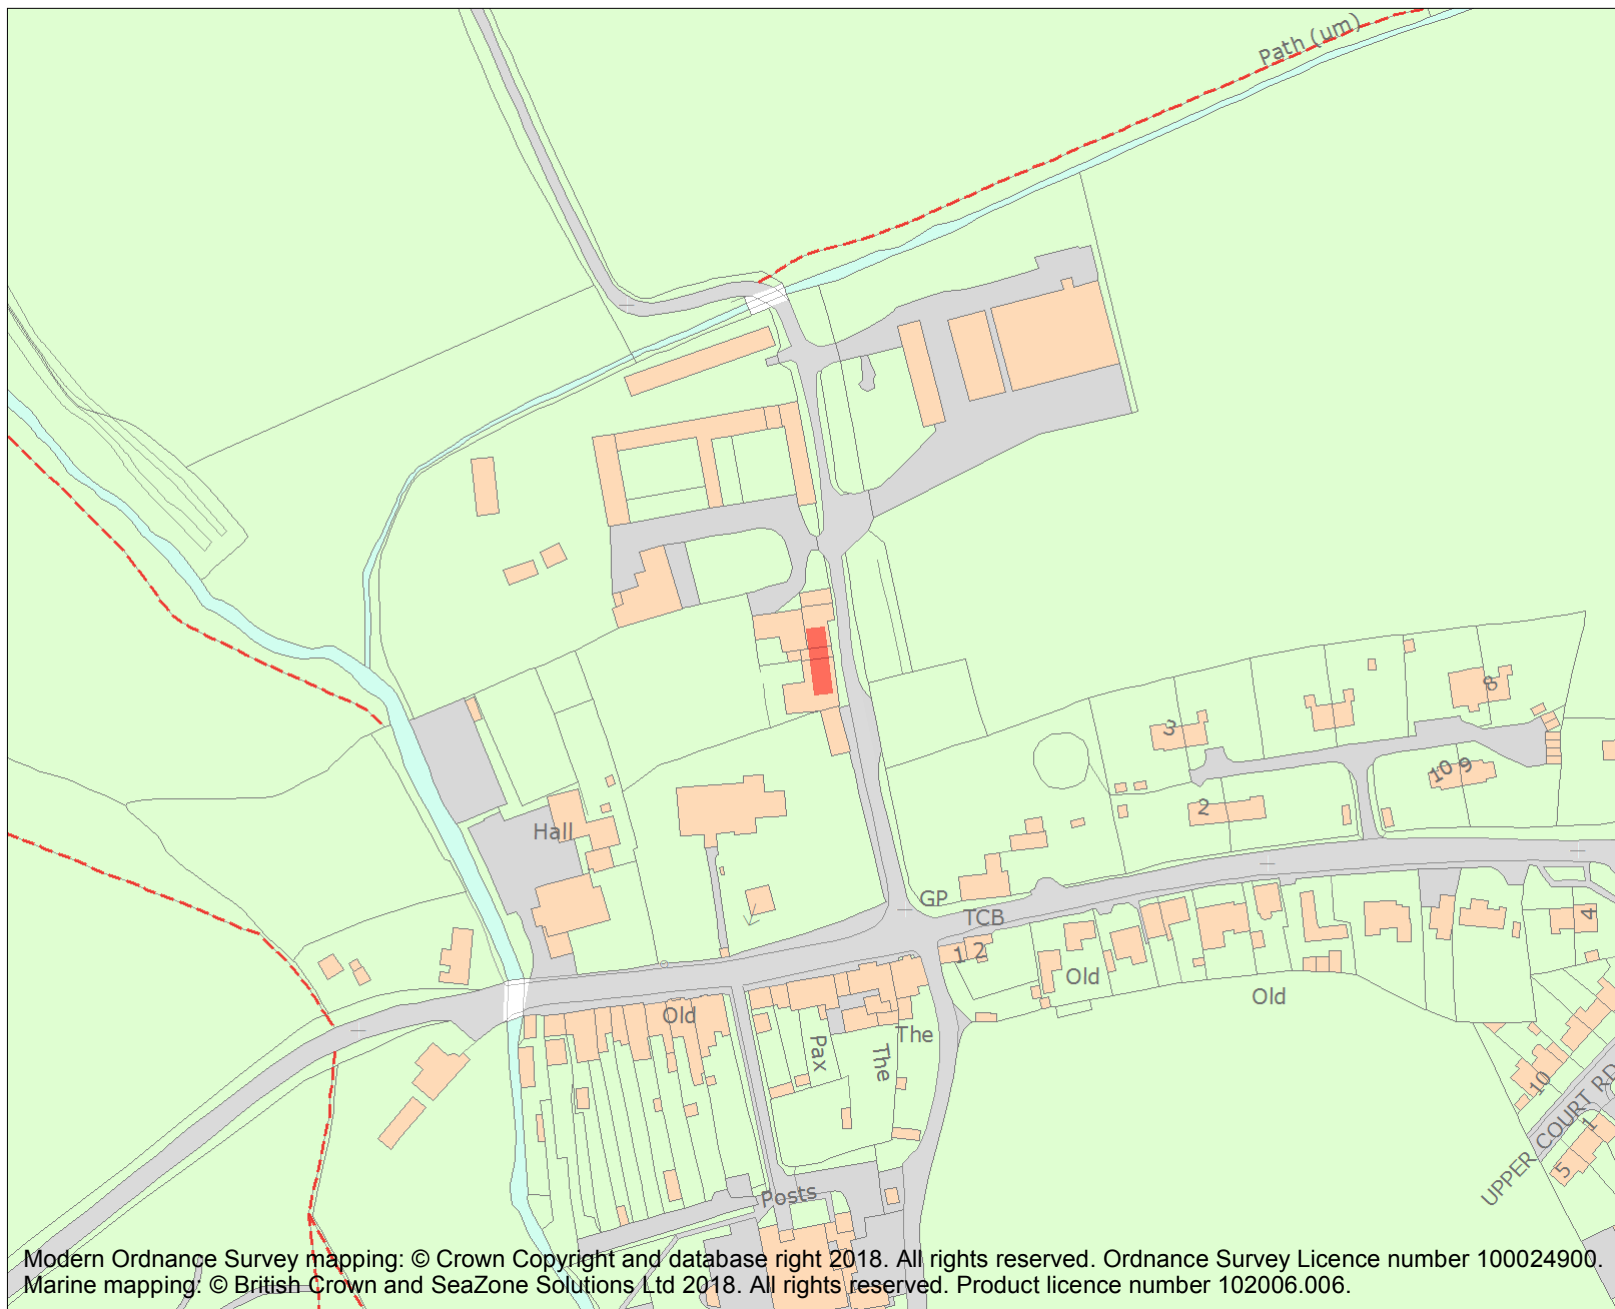 Path (um)
8
3
10 9
2
Hall
GP
TCB
4
1 2
Old
Old
Old
The
Pax
The
10
UPPER COURT RD
1
5
Posts
Modern Ordnance Survey mapping: © Crown Copyright and database right 2018. All rights reserved. Ordnance Survey Licence number 100024900.
Marine mapping: © British Crown and SeaZone Solutions Ltd 2018. All rights reserved. Product licence number 102006.006.